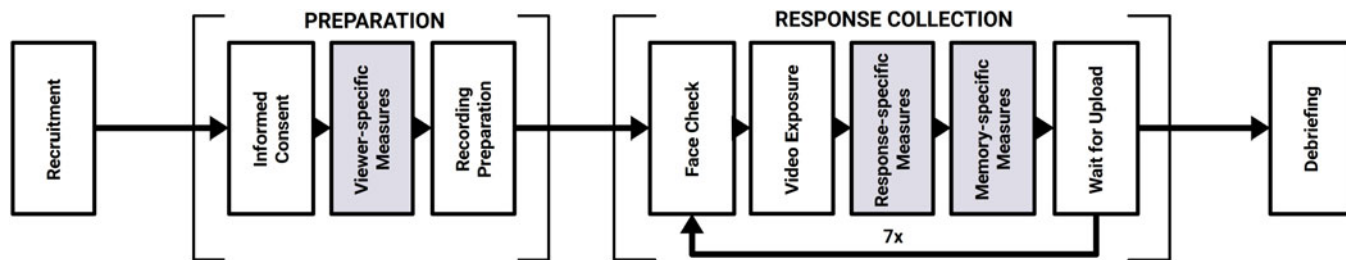 PREPARATION
RESPONSE COLLECTION
Recruitment
Informed
Consent
Viewer-specific
Measures
Recording
Preparation
Face Check
Video Exposure
Response-specific
Measures
Memory-specific
Measures
Wait for Upload
Debriefing
7x